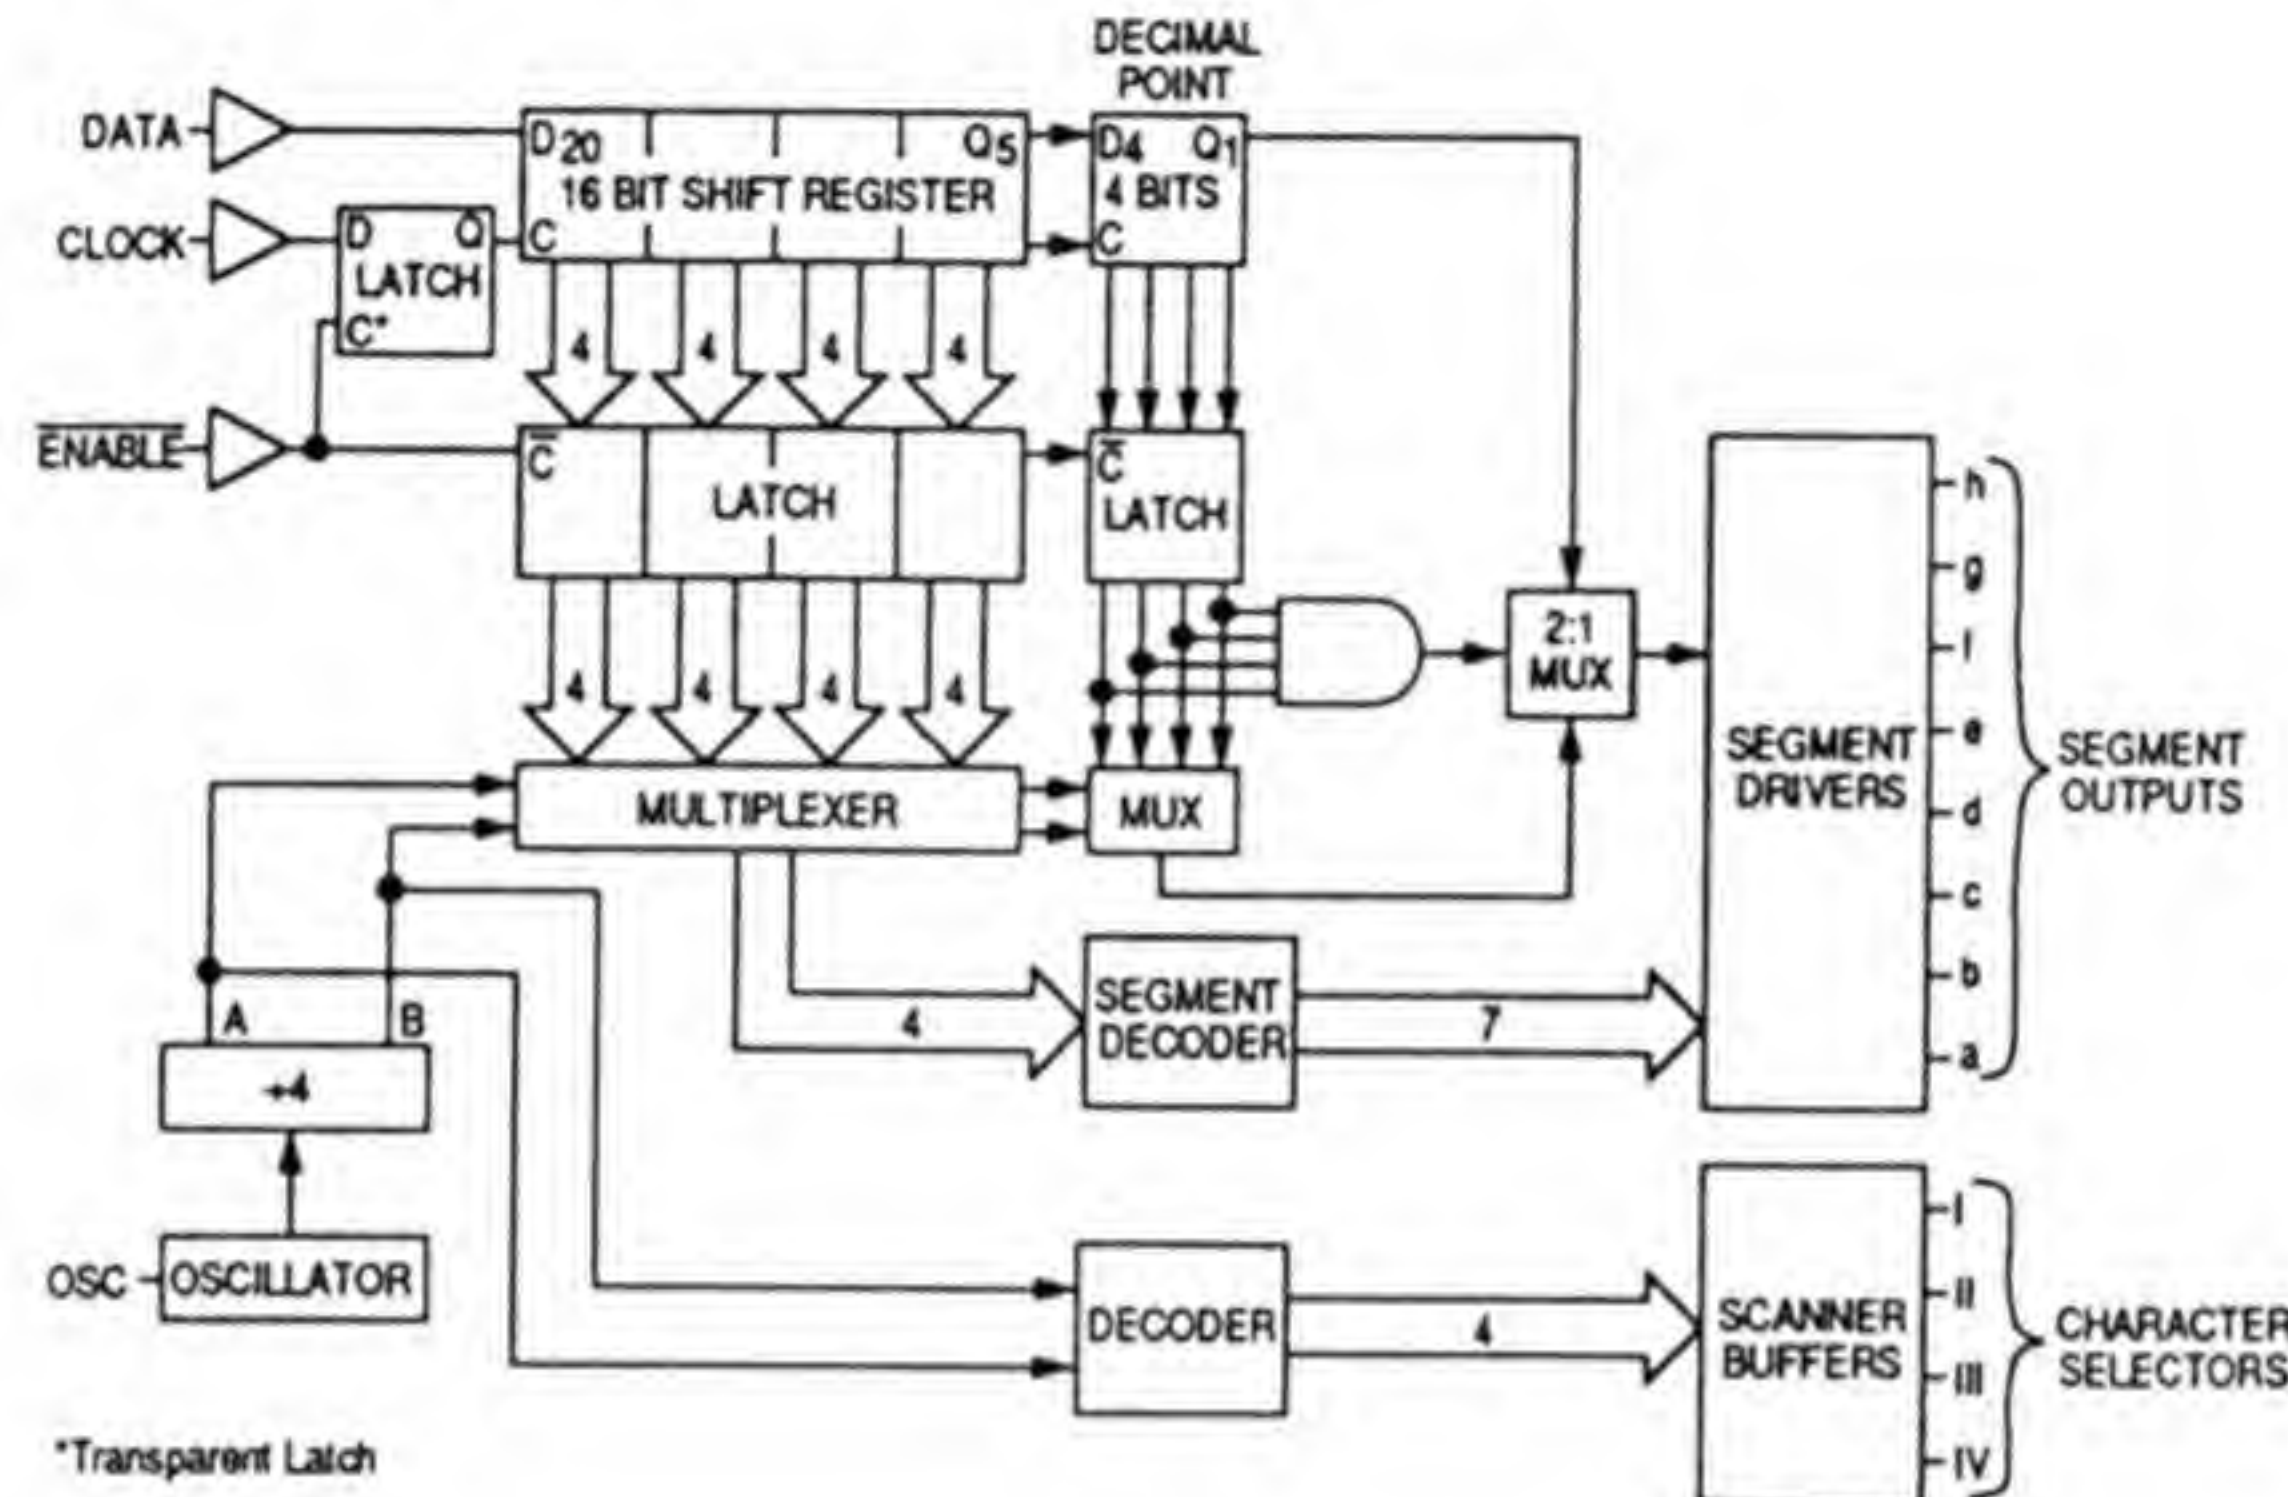 DECIMAL
POINT
DATA
D20
Q5
16 BIT SHIFT REGISTER
C
D4
Q1
4 BITS
C
CLOCK
D
Q
LATCH
C*
4
4
4
4
E̅N̅A̅B̅L̅E̅
C̅
LATCH
C̅
LATCH
4
4
4
4
2:1
MUX
MULTIPLEXER
MUX
SEGMENT
DRIVERS
h
g
f
e
d
c
b
a
SEGMENT
OUTPUTS
A
B
÷4
4
SEGMENT
DECODER
7
OSC
OSCILLATOR
DECODER
4
SCANNER
BUFFERS
I
II
III
IV
CHARACTER
SELECTORS
*Transparent Latch